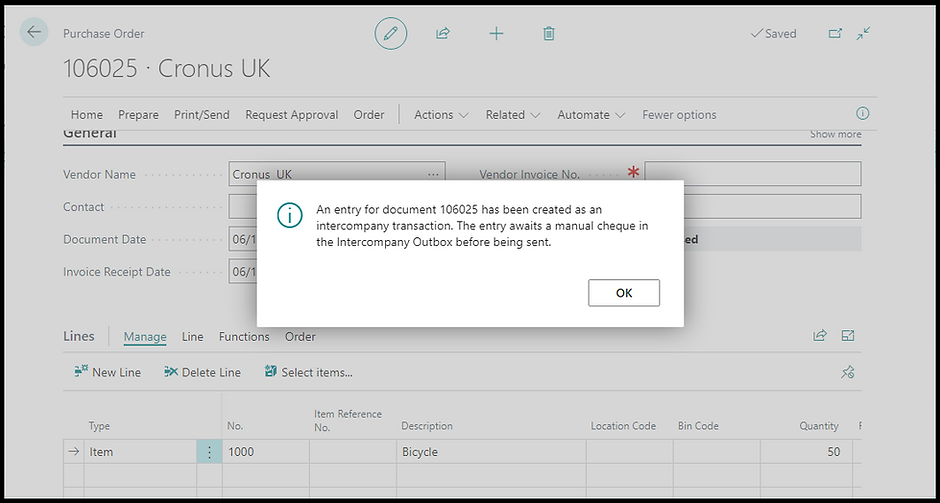 Purchase Order
Saved
106025 · Cronus UK
Home Prepare Print/Send Request Approval Order Actions Related Automate Fewer options
General Show more
Vendor Name Cronus UK Vendor Invoice No.
Contact
Document Date 06/1 sed
Invoice Receipt Date 06/1
An entry for document 106025 has been created as an
intercompany transaction. The entry awaits a manual cheque in
the Intercompany Outbox before being sent.
OK
Lines Manage Line Functions Order
New Line Delete Line Select items...
Type No. Item Reference No. Description Location Code Bin Code Quantity
Item 1000 Bicycle 50